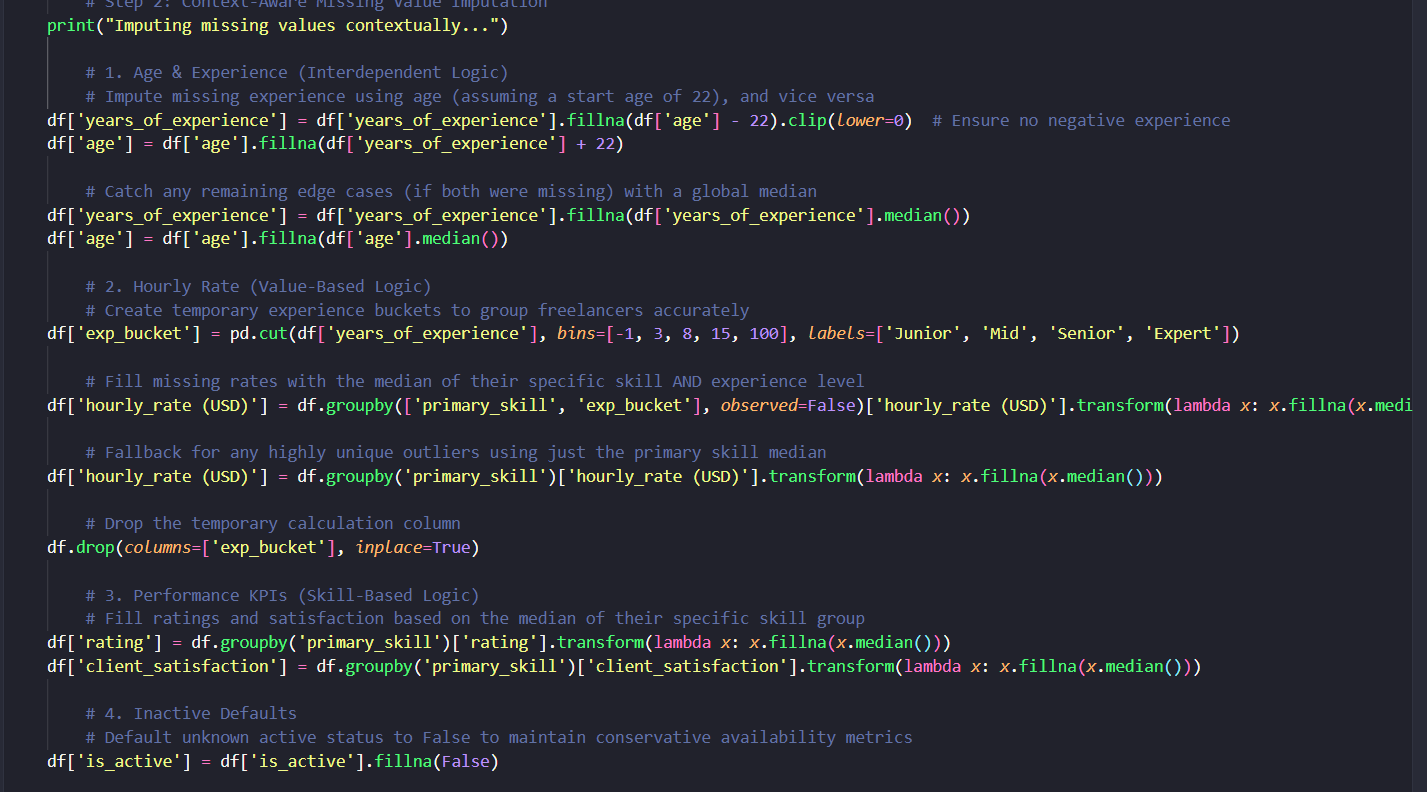 # Step 2: Context-Aware Missing Value Imputation
print("Imputing missing values contextually...")
# 1. Age & Experience (Interdependent Logic)
# Impute missing experience using age (assuming a start age of 22), and vice versa
df['years_of_experience'] = df['years_of_experience'].fillna(df['age'] - 22).clip(lower=0)  # Ensure no negative experience
df['age'] = df['age'].fillna(df['years_of_experience'] + 22)
# Catch any remaining edge cases (if both were missing) with a global median
df['years_of_experience'] = df['years_of_experience'].fillna(df['years_of_experience'].median())
df['age'] = df['age'].fillna(df['age'].median())
# 2. Hourly Rate (Value-Based Logic)
# Create temporary experience buckets to group freelancers accurately
df['exp_bucket'] = pd.cut(df['years_of_experience'], bins=[-1, 3, 8, 15, 100], labels=['Junior', 'Mid', 'Senior', 'Expert'])
# Fill missing rates with the median of their specific skill AND experience level
df['hourly_rate (USD)'] = df.groupby(['primary_skill', 'exp_bucket'], observed=False)['hourly_rate (USD)'].transform(lambda x: x.fillna(x.medi
# Fallback for any highly unique outliers using just the primary skill median
df['hourly_rate (USD)'] = df.groupby('primary_skill')['hourly_rate (USD)'].transform(lambda x: x.fillna(x.median()))
# Drop the temporary calculation column
df.drop(columns=['exp_bucket'], inplace=True)
# 3. Performance KPIs (Skill-Based Logic)
# Fill ratings and satisfaction based on the median of their specific skill group
df['rating'] = df.groupby('primary_skill')['rating'].transform(lambda x: x.fillna(x.median()))
df['client_satisfaction'] = df.groupby('primary_skill')['client_satisfaction'].transform(lambda x: x.fillna(x.median()))
# 4. Inactive Defaults
# Default unknown active status to False to maintain conservative availability metrics
df['is_active'] = df['is_active'].fillna(False)